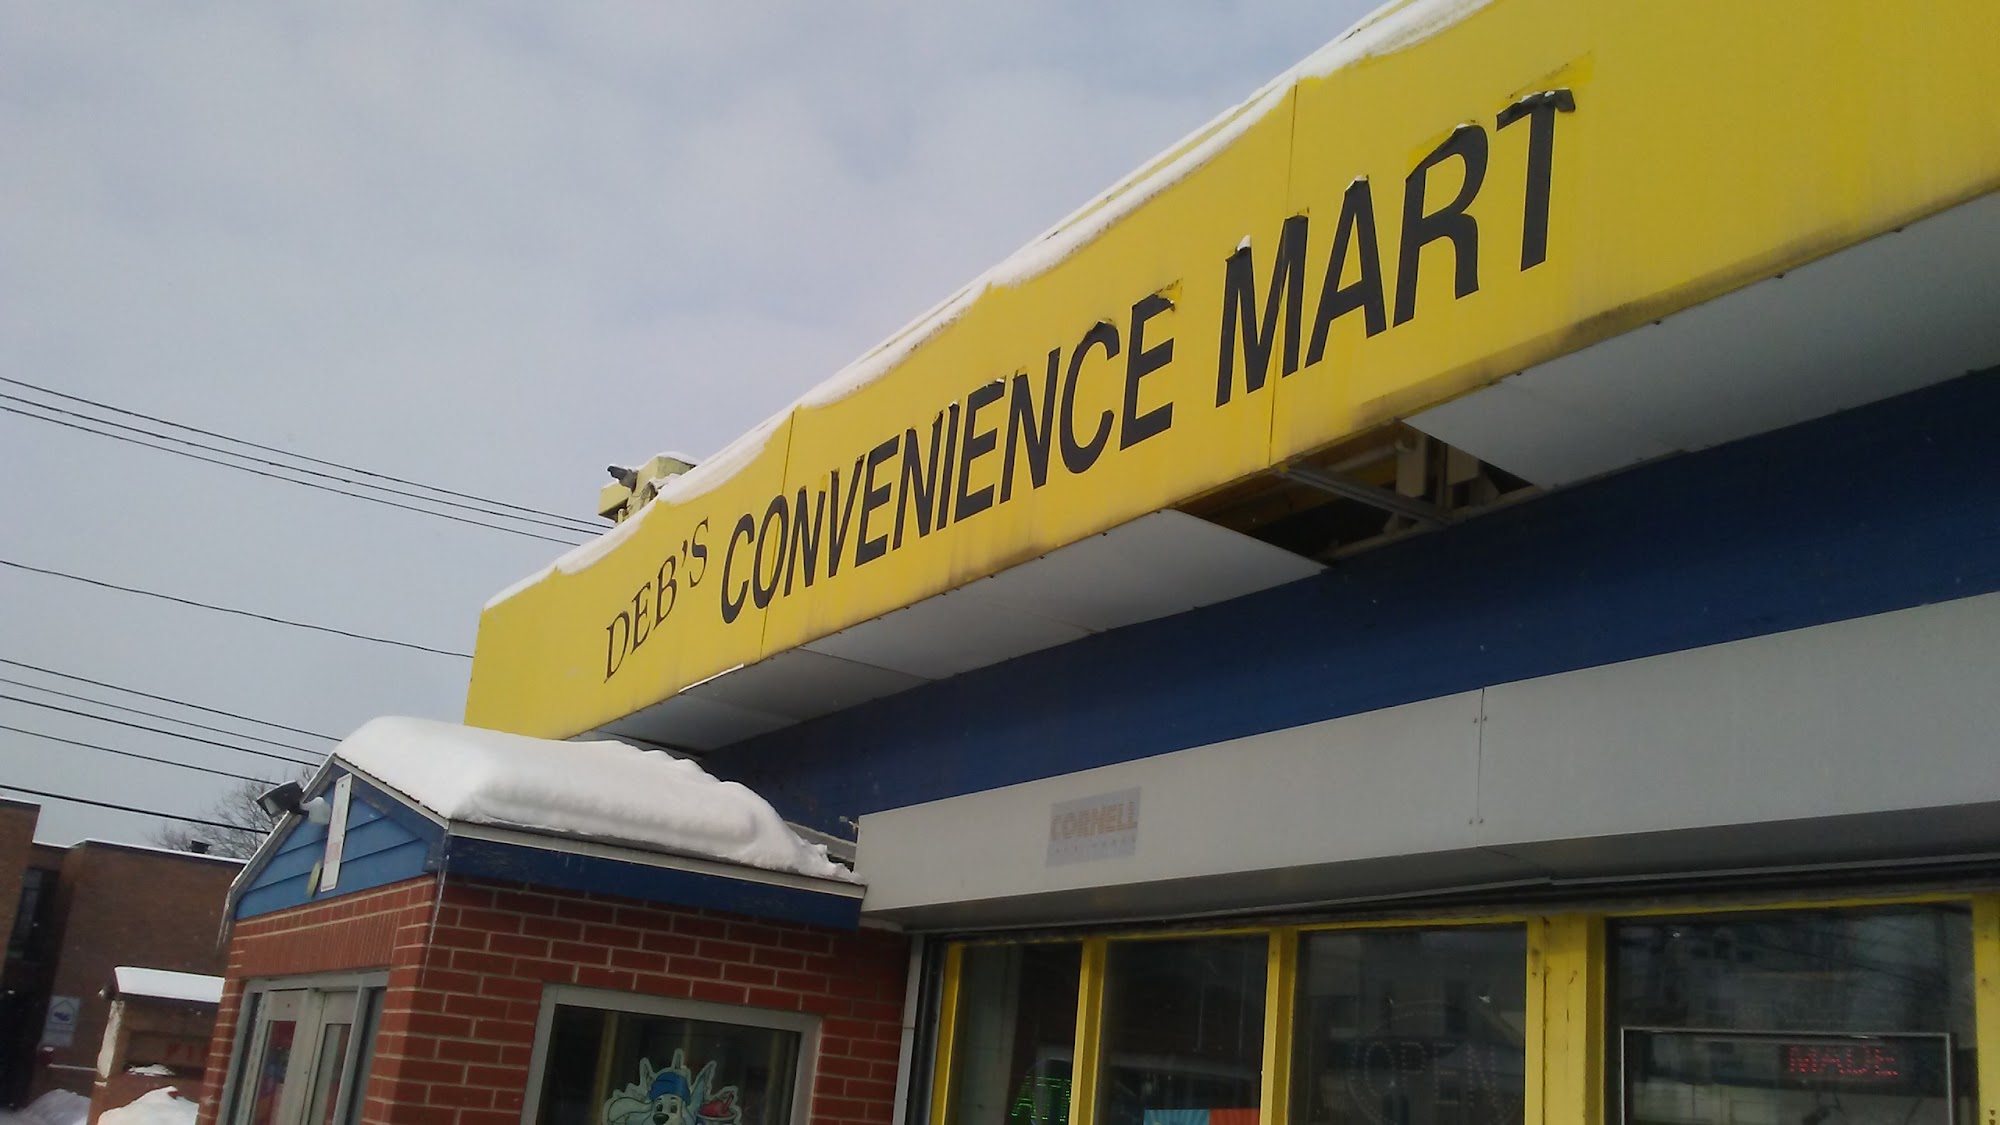 DEB'S CONVENIENCE MART
CORNELL
OPEN
MADE